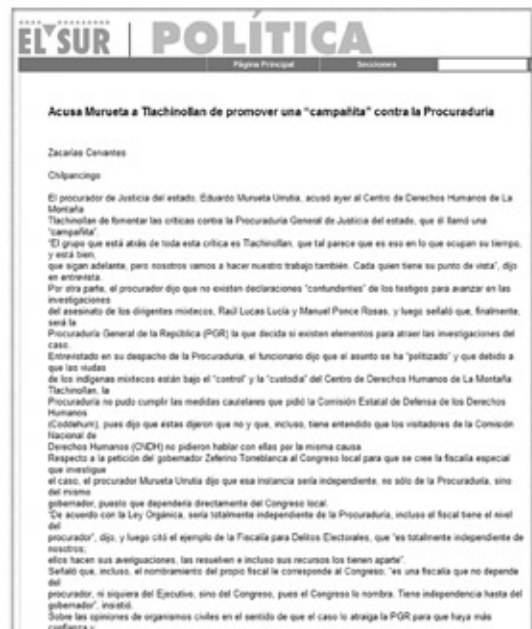 EL SUR | POLÍTICA
Página Principal Secciones
Acusa Murueta a Tlachinollan de promover una "campañita" contra la Procuraduría
Zacarías Cervantes
Chilpancingo
El procurador de Justicia del estado, Eduardo Murueta Urrutia, acusó ayer al Centro de Derechos Humanos de La
Montaña
Tlachinollan de fomentar las críticas contra la Procuraduría General de Justicia del estado, que él llamó una
"campañita".
"El grupo que está atrás de toda esta crítica es Tlachinollan, que tal parece que es eso en lo que ocupan su tiempo,
y está bien,
que sigan adelante, pero nosotros vamos a hacer nuestro trabajo también. Cada quien tiene su punto de vista", dijo
en entrevista.
Por otra parte, el procurador dijo que no existen declaraciones "contundentes" de los testigos para avanzar en las
investigaciones
del asesinato de los dirigentes mixtecos, Raúl Lucas Lucía y Manuel Ponce Rosas, y luego señaló que, finalmente,
será la
Procuraduría General de la República (PGR) la que decida si existen elementos para atraer las investigaciones del
caso.
Entrevistado en su despacho de la Procuraduría, el funcionario dijo que el asunto se ha "politizado" y que debido a
que las viudas
de los indígenas mixtecos están bajo el "control" y la "custodia" del Centro de Derechos Humanos de La Montaña
Tlachinollan, la
Procuraduría no pudo cumplir las medidas cautelares que pidió la Comisión Estatal de Defensa de los Derechos
Humanos
(Coddehum), pues dijo que éstas dijeron que no y que, incluso, tiene entendido que los visitadores de la Comisión
Nacional de
Derechos Humanos (CNDH) no pidieron hablar con ellas por la misma causa
Respecto a la petición del gobernador Zeferino Torreblanca al Congreso local para que se cree la fiscalía especial
que investigue
el caso, el procurador Murueta Urrutia dijo que esa instancia sería independiente, no sólo de la Procuraduría, sino
del mismo
gobernador, puesto que dependería directamente del Congreso local.
"De acuerdo con la Ley Orgánica, sería totalmente independiente de la Procuraduría, incluso el fiscal tiene el nivel
del
procurador", dijo, y luego citó el ejemplo de la Fiscalía para Delitos Electorales, que "es totalmente independiente de
nosotros;
ellos hacen sus averiguaciones, las resuelven e incluso sus recursos los tienen aparte".
Señaló que, incluso, el nombramiento del propio fiscal le corresponde al Congreso, "es una fiscalía que no depende
del
procurador, ni siquiera del Ejecutivo, sino del Congreso, pues el Congreso lo nombra. Tiene independencia hasta del
gobernador", insistió.
Sobre las opiniones de organismos civiles en el sentido de que el caso lo atraiga la PGR para que haya más
confianza y